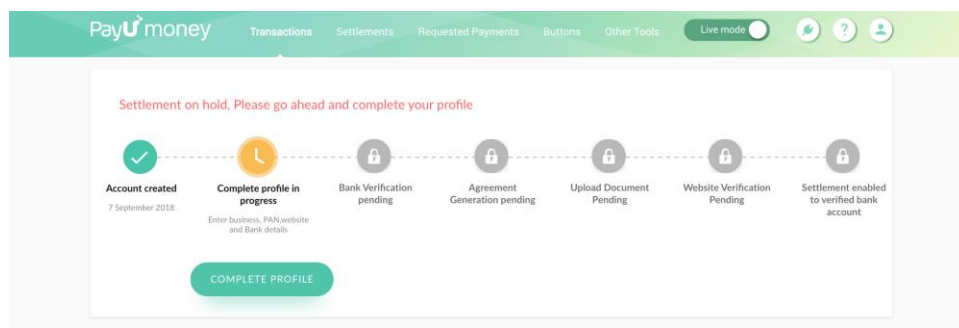 PayU money Transactions Settlements Requested Payments Buttons Other Tools Live mode ?
Settlement on hold, Please go ahead and complete your profile
Account created
7 September 2018
Complete profile in
progress
Enter business, PAN,website
and Bank details
Bank Verification
pending
Agreement
Generation pending
Upload Document
Pending
Website Verification
Pending
Settlement enabled
to verified bank
account
COMPLETE PROFILE